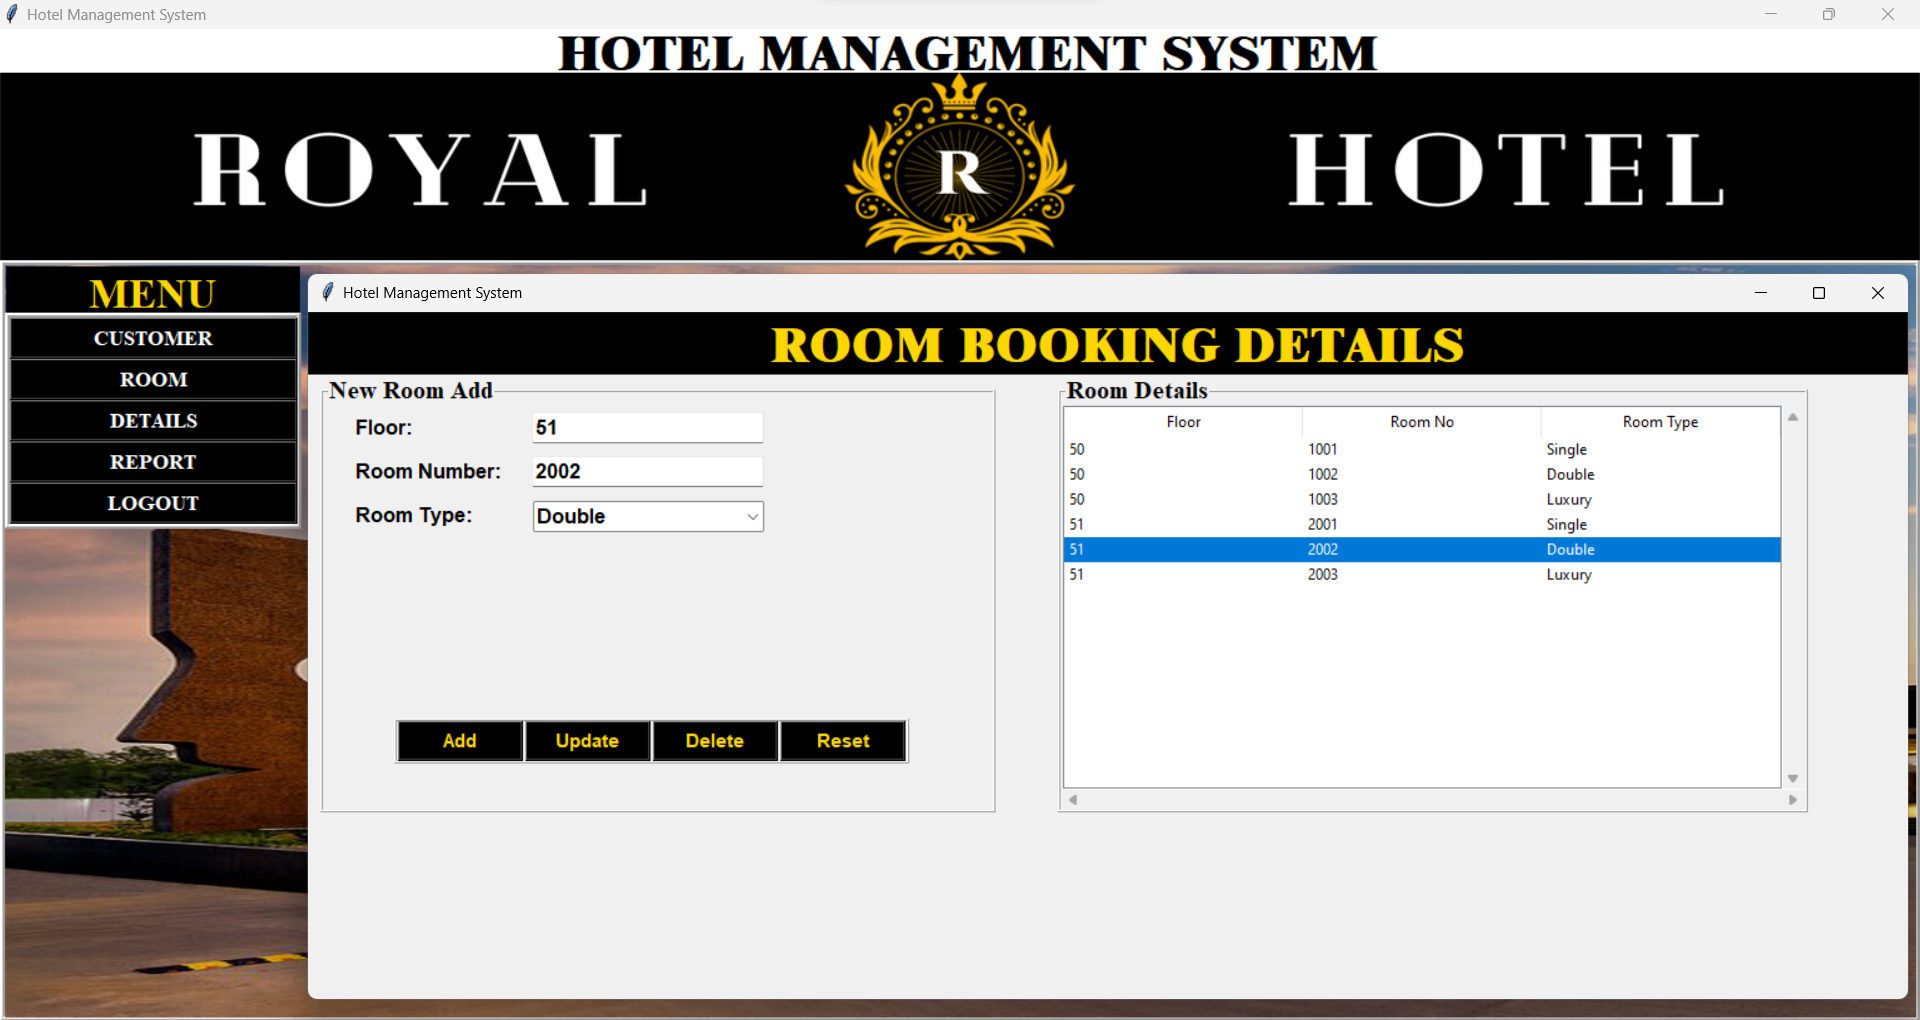 Hotel Management System
HOTEL MANAGEMENT SYSTEM
ROYAL R HOTEL
MENU
CUSTOMER
ROOM
DETAILS
REPORT
LOGOUT
Hotel Management System
ROOM BOOKING DETAILS
New Room Add
Floor: 51
Room Number: 2002
Room Type: Double
Add Update Delete Reset
Room Details
Floor Room No Room Type
50 1001 Single
50 1002 Double
50 1003 Luxury
51 2001 Single
51 2002 Double
51 2003 Luxury